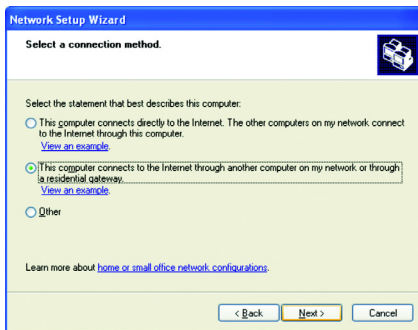 Network Setup Wizard
Select a connection method.
Select the statement that best describes this computer:
This computer connects directly to the Internet. The other computers on my network connect
to the Internet through this computer.
View an example.
This computer connects to the Internet through another computer on my network or through
a residential gateway.
View an example.
Other
Learn more about home or small office network configurations.
< Back
Next >
Cancel